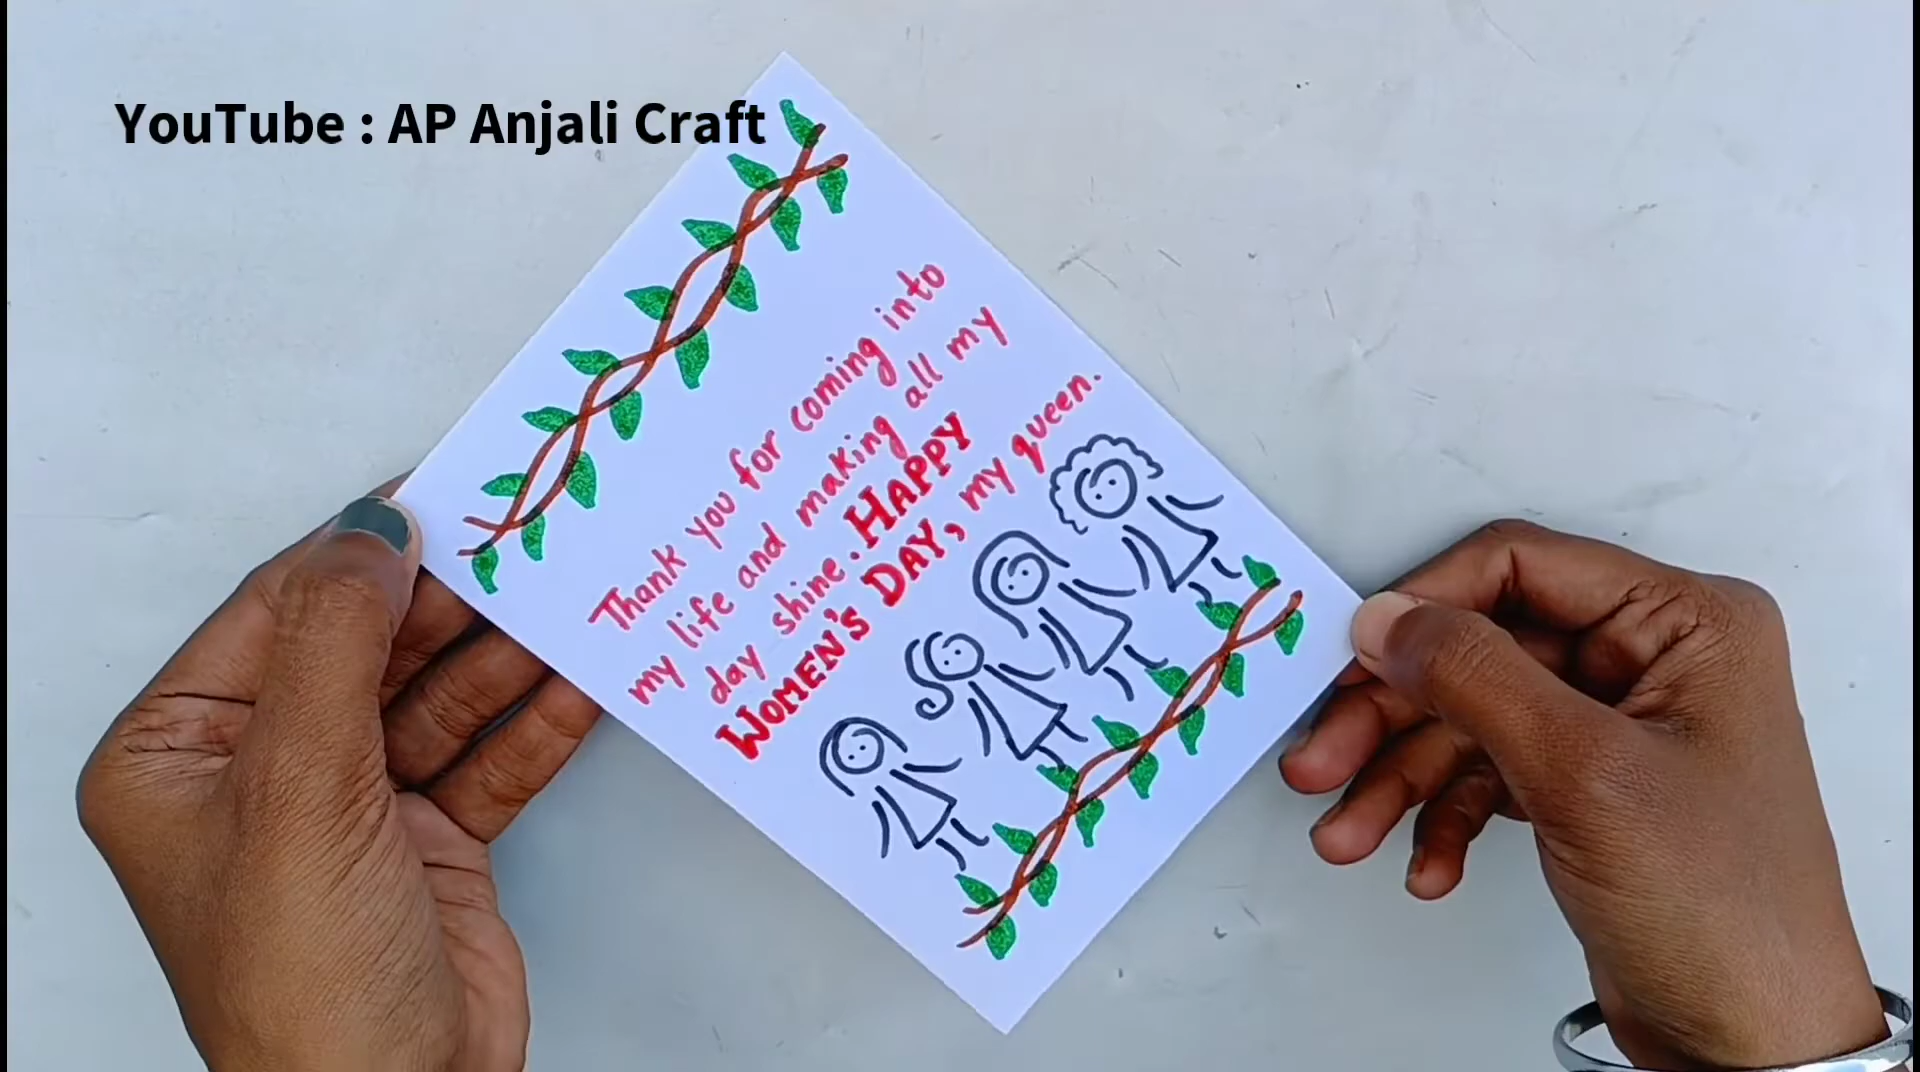 YouTube : AP Anjali Craft
Thank you for coming into
my life and making all my
day shine. HAPPY
WOMEN'S DAY, my queen.